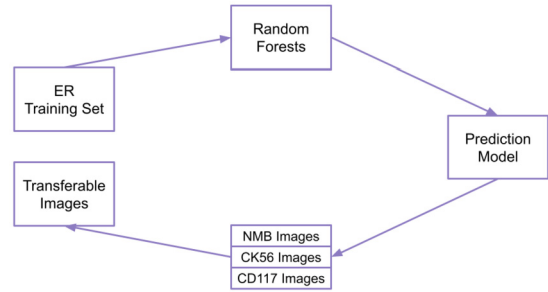 Random
Forests
ER
Training Set
Prediction
Model
Transferable
Images
NMB Images
CK56 Images
CD117 Images